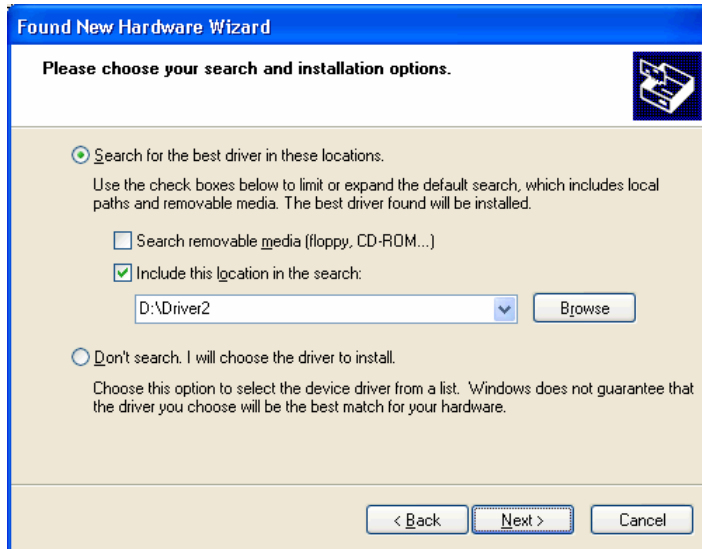 Found New Hardware Wizard
Please choose your search and installation options.
Search for the best driver in these locations.
Use the check boxes below to limit or expand the default search, which includes local
paths and removable media. The best driver found will be installed.
Search removable media (floppy, CD-ROM...)
Include this location in the search:
D:\Driver2
Browse
Don't search. I will choose the driver to install.
Choose this option to select the device driver from a list. Windows does not guarantee that
the driver you choose will be the best match for your hardware.
< Back
Next >
Cancel